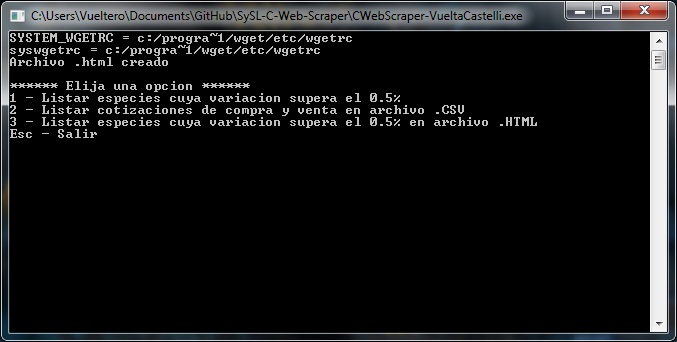 C:\Users\Vueltero\Documents\GitHub\SySL-C-Web-Scraper\CWebScraper-VueltaCastelli.exe
SYSTEM_WGETRC = c:/progra~1/wget/etc/wgetrc
syswgetrc = c:/progra~1/wget/etc/wgetrc
Archivo .html creado
****** Elija una opcion ******
1 - Listar especies cuya variacion supera el 0.5%
2 - Listar cotizaciones de compra y venta en archivo .CSV
3 - Listar especies cuya variacion supera el 0.5% en archivo .HTML
Esc - Salir